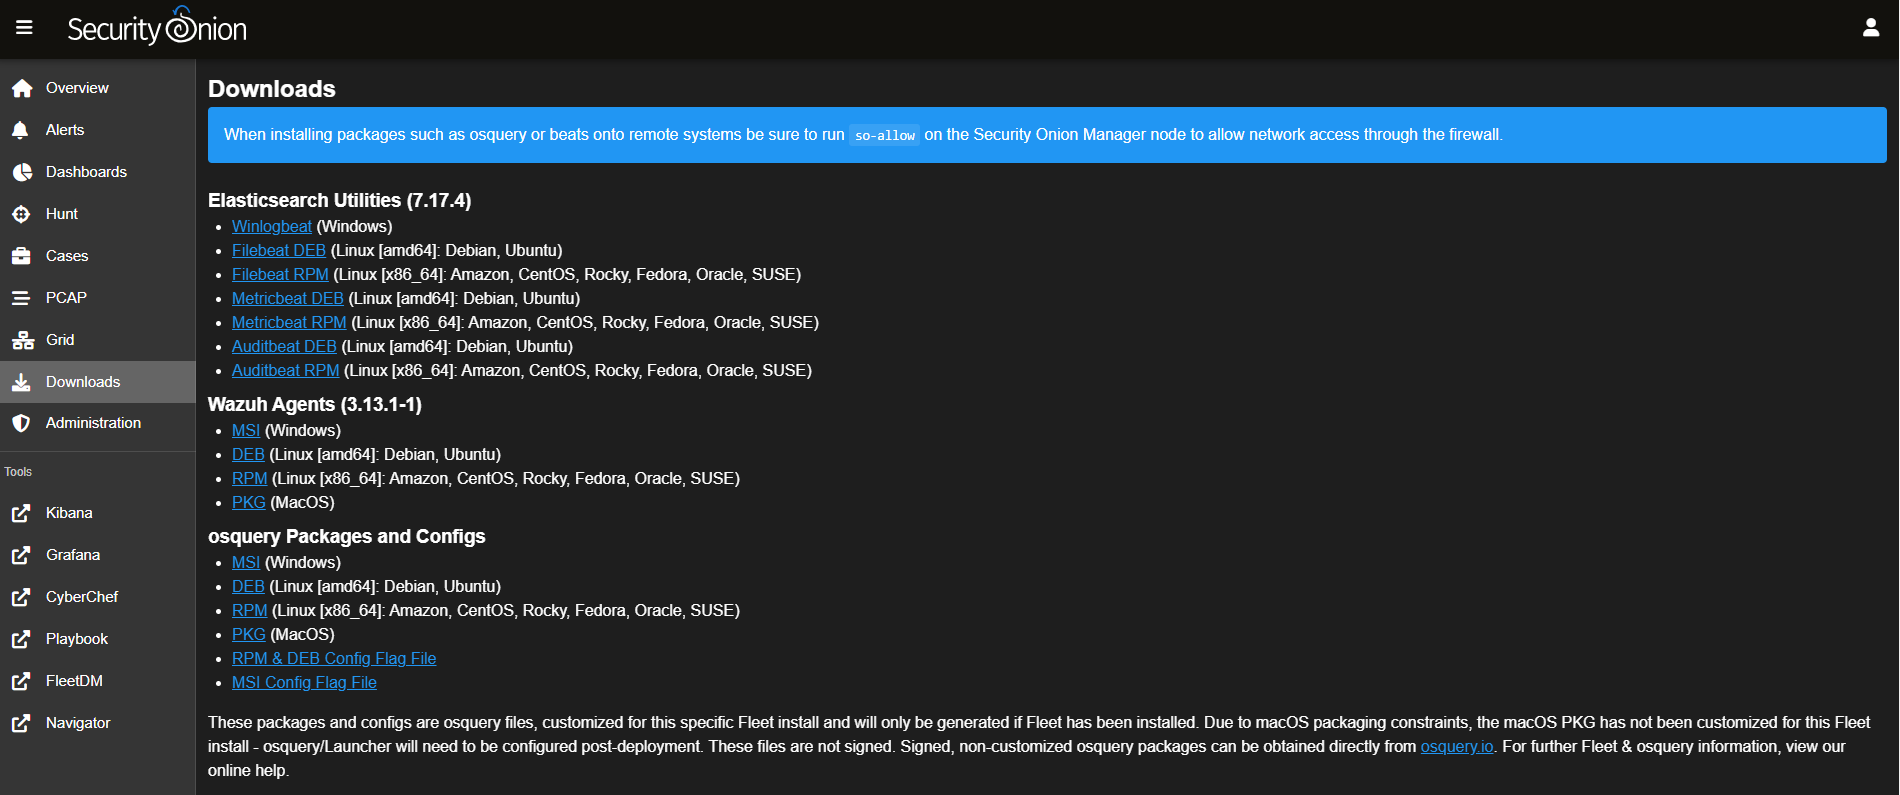 Security Onion
Overview
Alerts
Dashboards
Hunt
Cases
PCAP
Grid
Downloads
Administration
Tools
Kibana
Grafana
CyberChef
Playbook
FleetDM
Navigator
Downloads
When installing packages such as osquery or beats onto remote systems be sure to run so-allow on the Security Onion Manager node to allow network access through the firewall.
Elasticsearch Utilities (7.17.4)
• Winlogbeat (Windows)
• Filebeat DEB (Linux [amd64]: Debian, Ubuntu)
• Filebeat RPM (Linux [x86_64]: Amazon, CentOS, Rocky, Fedora, Oracle, SUSE)
• Metricbeat DEB (Linux [amd64]: Debian, Ubuntu)
• Metricbeat RPM (Linux [x86_64]: Amazon, CentOS, Rocky, Fedora, Oracle, SUSE)
• Auditbeat DEB (Linux [amd64]: Debian, Ubuntu)
• Auditbeat RPM (Linux [x86_64]: Amazon, CentOS, Rocky, Fedora, Oracle, SUSE)
Wazuh Agents (3.13.1-1)
• MSI (Windows)
• DEB (Linux [amd64]: Debian, Ubuntu)
• RPM (Linux [x86_64]: Amazon, CentOS, Rocky, Fedora, Oracle, SUSE)
• PKG (MacOS)
osquery Packages and Configs
• MSI (Windows)
• DEB (Linux [amd64]: Debian, Ubuntu)
• RPM (Linux [x86_64]: Amazon, CentOS, Rocky, Fedora, Oracle, SUSE)
• PKG (MacOS)
• RPM & DEB Config Flag File
• MSI Config Flag File
These packages and configs are osquery files, customized for this specific Fleet install and will only be generated if Fleet has been installed. Due to macOS packaging constraints, the macOS PKG has not been customized for this Fleet
install - osquery/Launcher will need to be configured post-deployment. These files are not signed. Signed, non-customized osquery packages can be obtained directly from osquery.io. For further Fleet & osquery information, view our
online help.